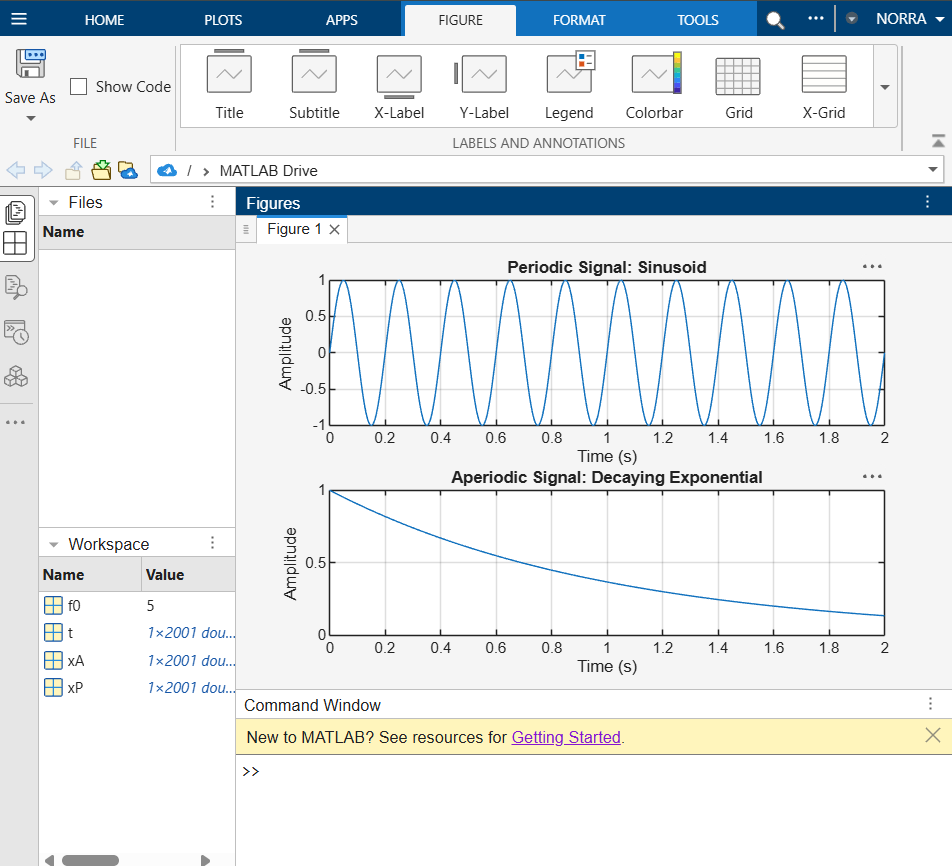 HOME PLOTS APPS FIGURE FORMAT TOOLS NORRA
Save As
Show Code
Title Subtitle X-Label Y-Label Legend Colorbar Grid X-Grid
FILE LABELS AND ANNOTATIONS
/ > MATLAB Drive
Files
Name
Figures
Figure 1
Periodic Signal: Sinusoid
Amplitude
1
0.5
0
-0.5
-1
0 0.2 0.4 0.6 0.8 1 1.2 1.4 1.6 1.8 2
Time (s)
Aperiodic Signal: Decaying Exponential
Amplitude
1
0.5
0
0 0.2 0.4 0.6 0.8 1 1.2 1.4 1.6 1.8 2
Time (s)
Workspace
Name Value
f0 5
t 1×2001 dou...
xA 1×2001 dou...
xP 1×2001 dou...
Command Window
New to MATLAB? See resources for Getting Started.
>>